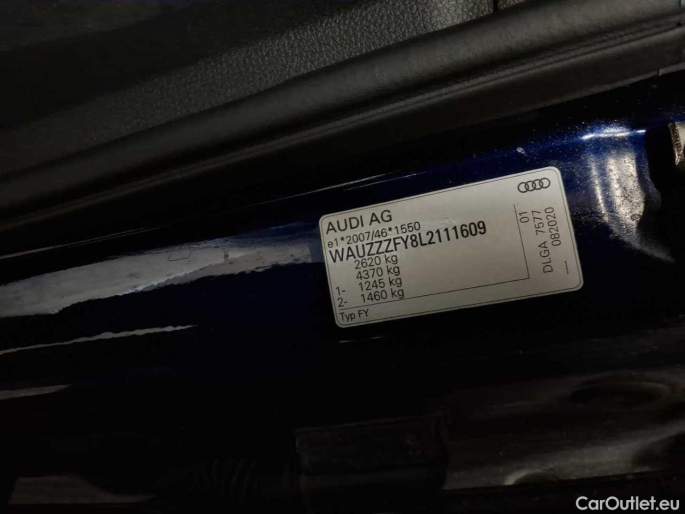 AUDI AG
e1*2007/46*1550
WAUZZZFY8L2111609
2620 kg
4370 kg
1- 1245 kg
2- 1460 kg
Typ FY
01
DLGA 7577
082020
CarOutlet.eu